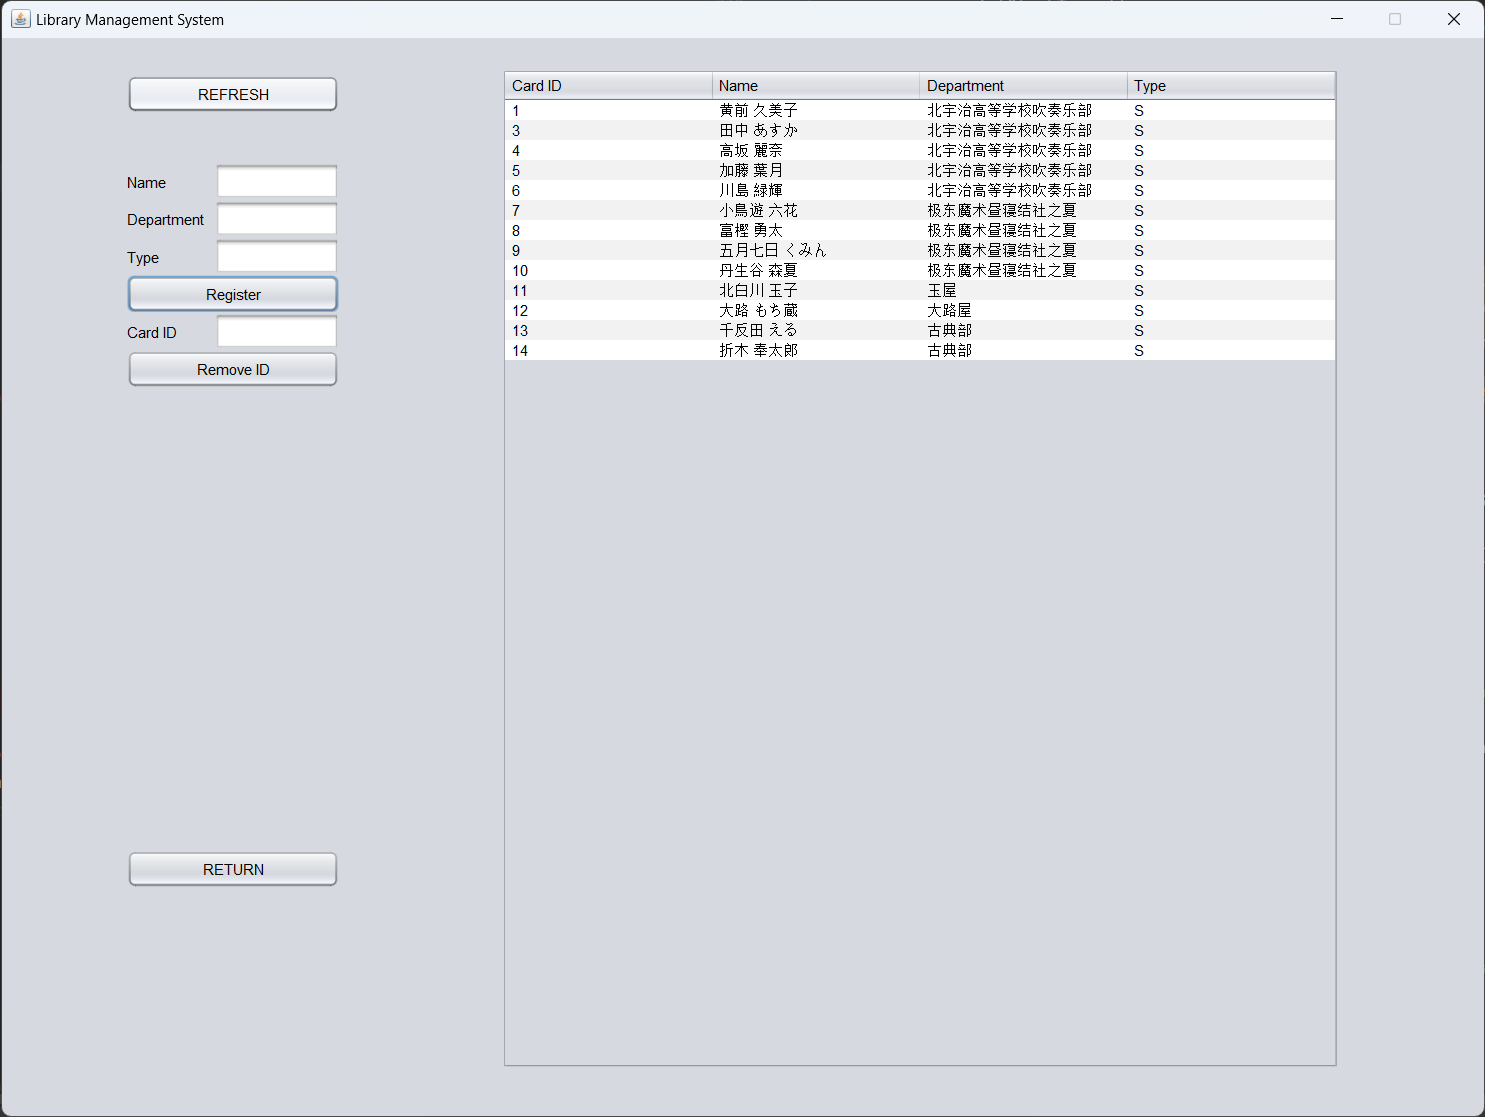 Library Management System
REFRESH
Name
Department
Type
Register
Card ID
Remove ID
RETURN
Card ID Name Department Type
1 黄前 久美子 北宇治高等学校吹奏乐部 S
3 田中 あすか 北宇治高等学校吹奏乐部 S
4 高坂 麗奈 北宇治高等学校吹奏乐部 S
5 加藤 葉月 北宇治高等学校吹奏乐部 S
6 川島 緑輝 北宇治高等学校吹奏乐部 S
7 小鳥遊 六花 极东魔术昼寝结社之夏 S
8 富樫 勇太 极东魔术昼寝结社之夏 S
9 五月七日 くみん 极东魔术昼寝结社之夏 S
10 丹生谷 森夏 极东魔术昼寝结社之夏 S
11 北白川 玉子 玉屋 S
12 大路 もち蔵 大路屋 S
13 千反田 える 古典部 S
14 折木 奉太郎 古典部 S